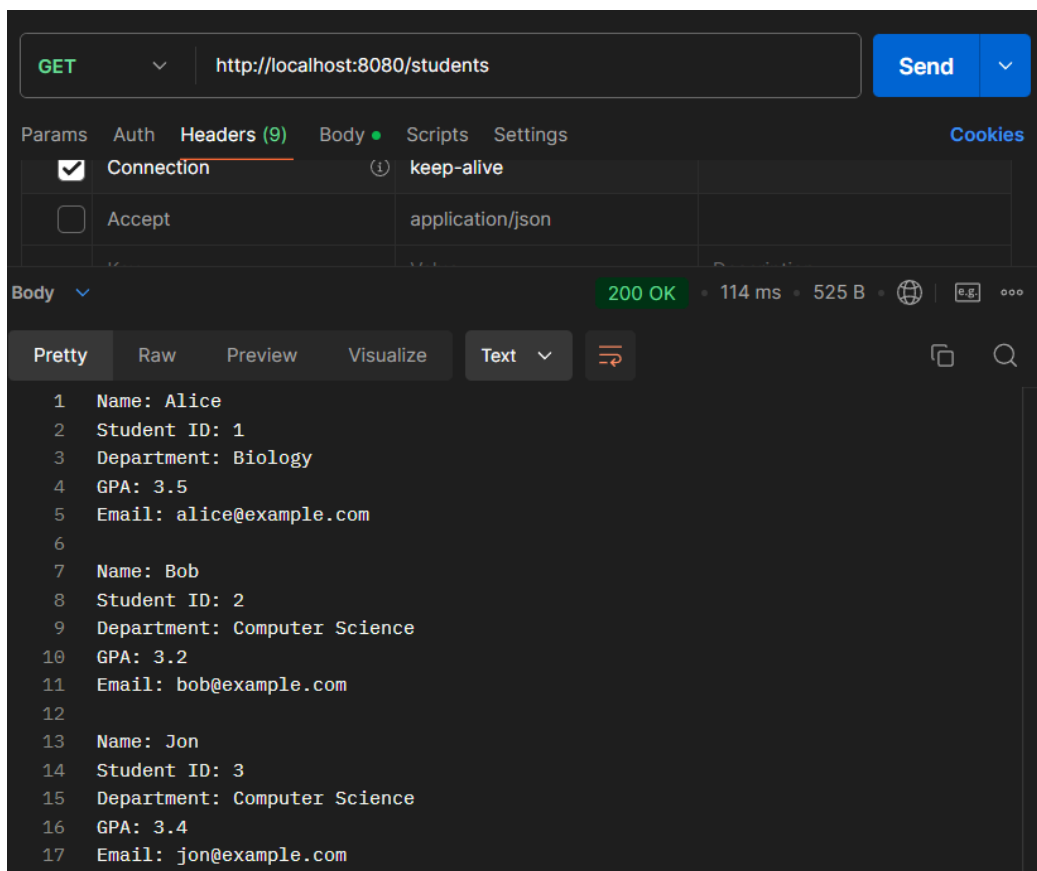 GET http://localhost:8080/students Send
Params Auth Headers (9) Body Scripts Settings Cookies
Connection keep-alive
Accept application/json
Body 200 OK 114 ms 525 B e.g.
Pretty Raw Preview Visualize Text
1 Name: Alice
2 Student ID: 1
3 Department: Biology
4 GPA: 3.5
5 Email: alice@example.com
6
7 Name: Bob
8 Student ID: 2
9 Department: Computer Science
10 GPA: 3.2
11 Email: bob@example.com
12
13 Name: Jon
14 Student ID: 3
15 Department: Computer Science
16 GPA: 3.4
17 Email: jon@example.com